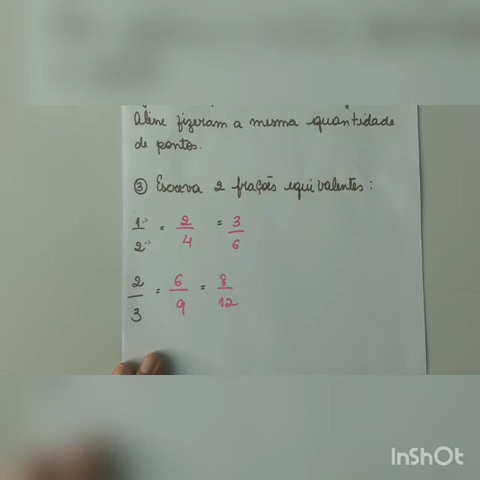 Aline fizeram a mesma quantidade
de pontos.
③ Escreva 2 frações equivalentes:
1/2 = 2/4 = 3/6
2/3 = 6/9 = 8/12
InShOt